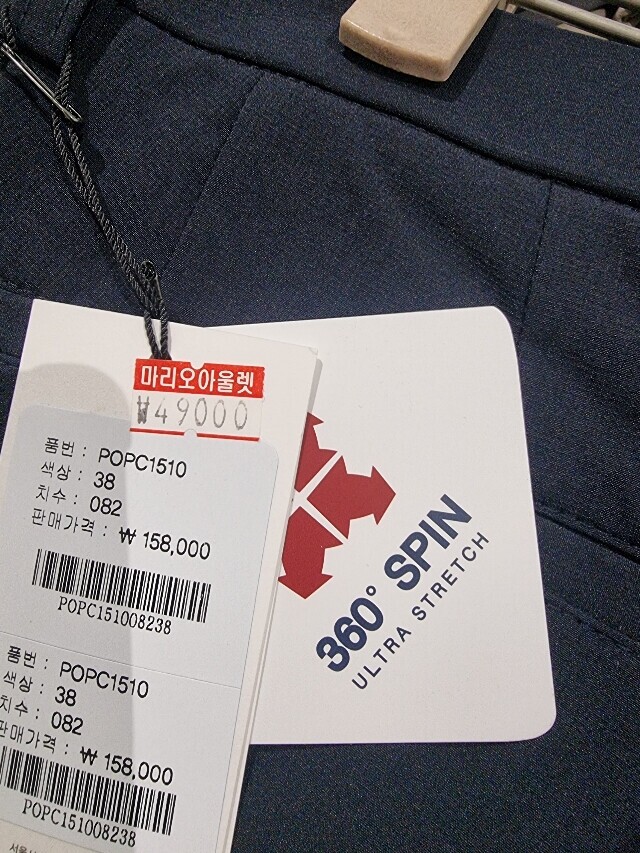 마리오아울렛
₩49000
품번 : POPC1510
색상 : 38
치수 : 082
판매가격 : ₩ 158,000
POPC151008238
품번 : POPC1510
색상 : 38
치수 : 082
판매가격 : ₩ 158,000
POPC151008238
360° SPIN
ULTRA STRETCH